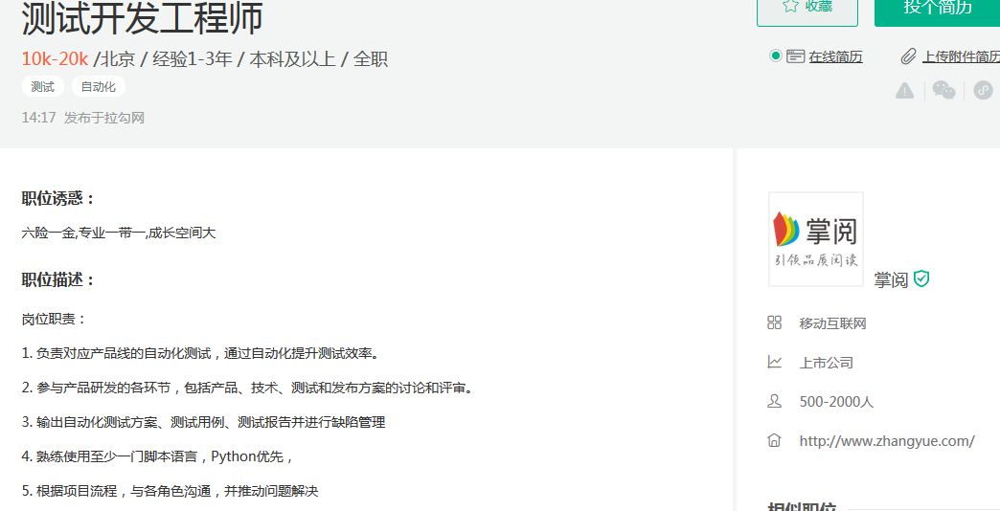 测试开发工程师
10k-20k /北京 / 经验1-3年 / 本科及以上 / 全职
测试 自动化
14:17 发布于拉勾网
收藏
投个简历
在线简历
上传附件简历
职位诱惑：
六险一金,专业一带一,成长空间大
职位描述：
岗位职责：
1. 负责对应产品线的自动化测试，通过自动化提升测试效率。
2. 参与产品研发的各环节，包括产品、技术、测试和发布方案的讨论和评审。
3. 输出自动化测试方案、测试用例、测试报告并进行缺陷管理
4. 熟练使用至少一门脚本语言，Python优先，
5. 根据项目流程，与各角色沟通，并推动问题解决
掌阅
引领品质阅读
掌阅
移动互联网
上市公司
500-2000人
http://www.zhangyue.com/
相似职位